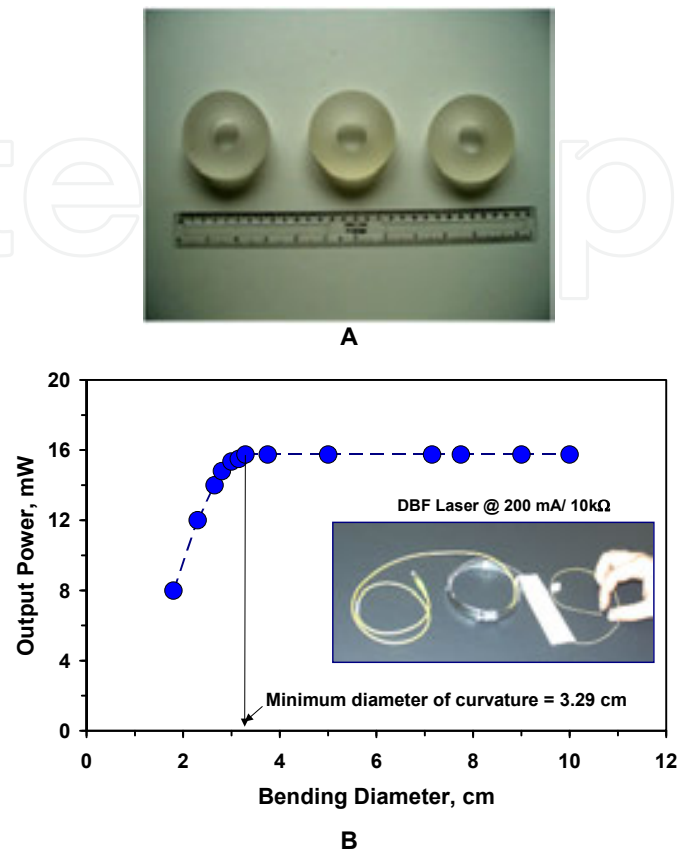 te p
A
20
16
12
8
4
0
Output Power, mW
DBF Laser @ 200 mA/ 10kΩ
Minimum diameter of curvature = 3.29 cm
0 2 4 6 8 10 12
Bending Diameter, cm
B